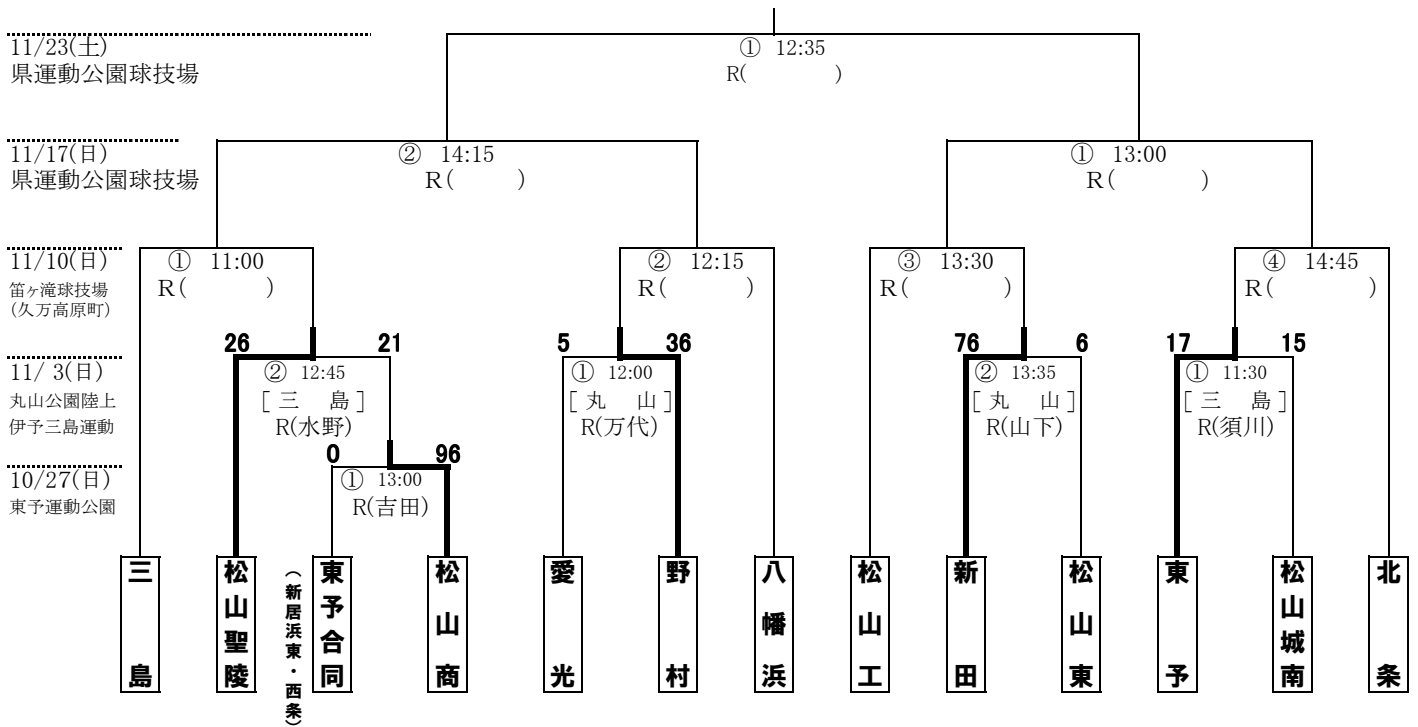 11/23(土)
県運動公園球技場
① 12:35
R(　　　)
11/17(日)
県運動公園球技場
② 14:15
R(　　　)
① 13:00
R(　　　)
11/10(日)
笛ヶ滝球技場
(久万高原町)
① 11:00
R(　　　)
② 12:15
R(　　　)
③ 13:30
R(　　　)
④ 14:45
R(　　　)
26 21
5 36
76 6
17 15
11/ 3(日)
丸山公園陸上
伊予三島運動
② 12:45
[三　島]
R(水野)
① 12:00
[丸　山]
R(万代)
② 13:35
[丸　山]
R(山下)
① 11:30
[三　島]
R(須川)
0 96
10/27(日)
東予運動公園
① 13:00
R(吉田)
三島
松山聖陵
(新居浜東・西条)
東予合同
松山商
愛光
野村
八幡浜
松山工
新田
松山東
東予
松山城南
北条